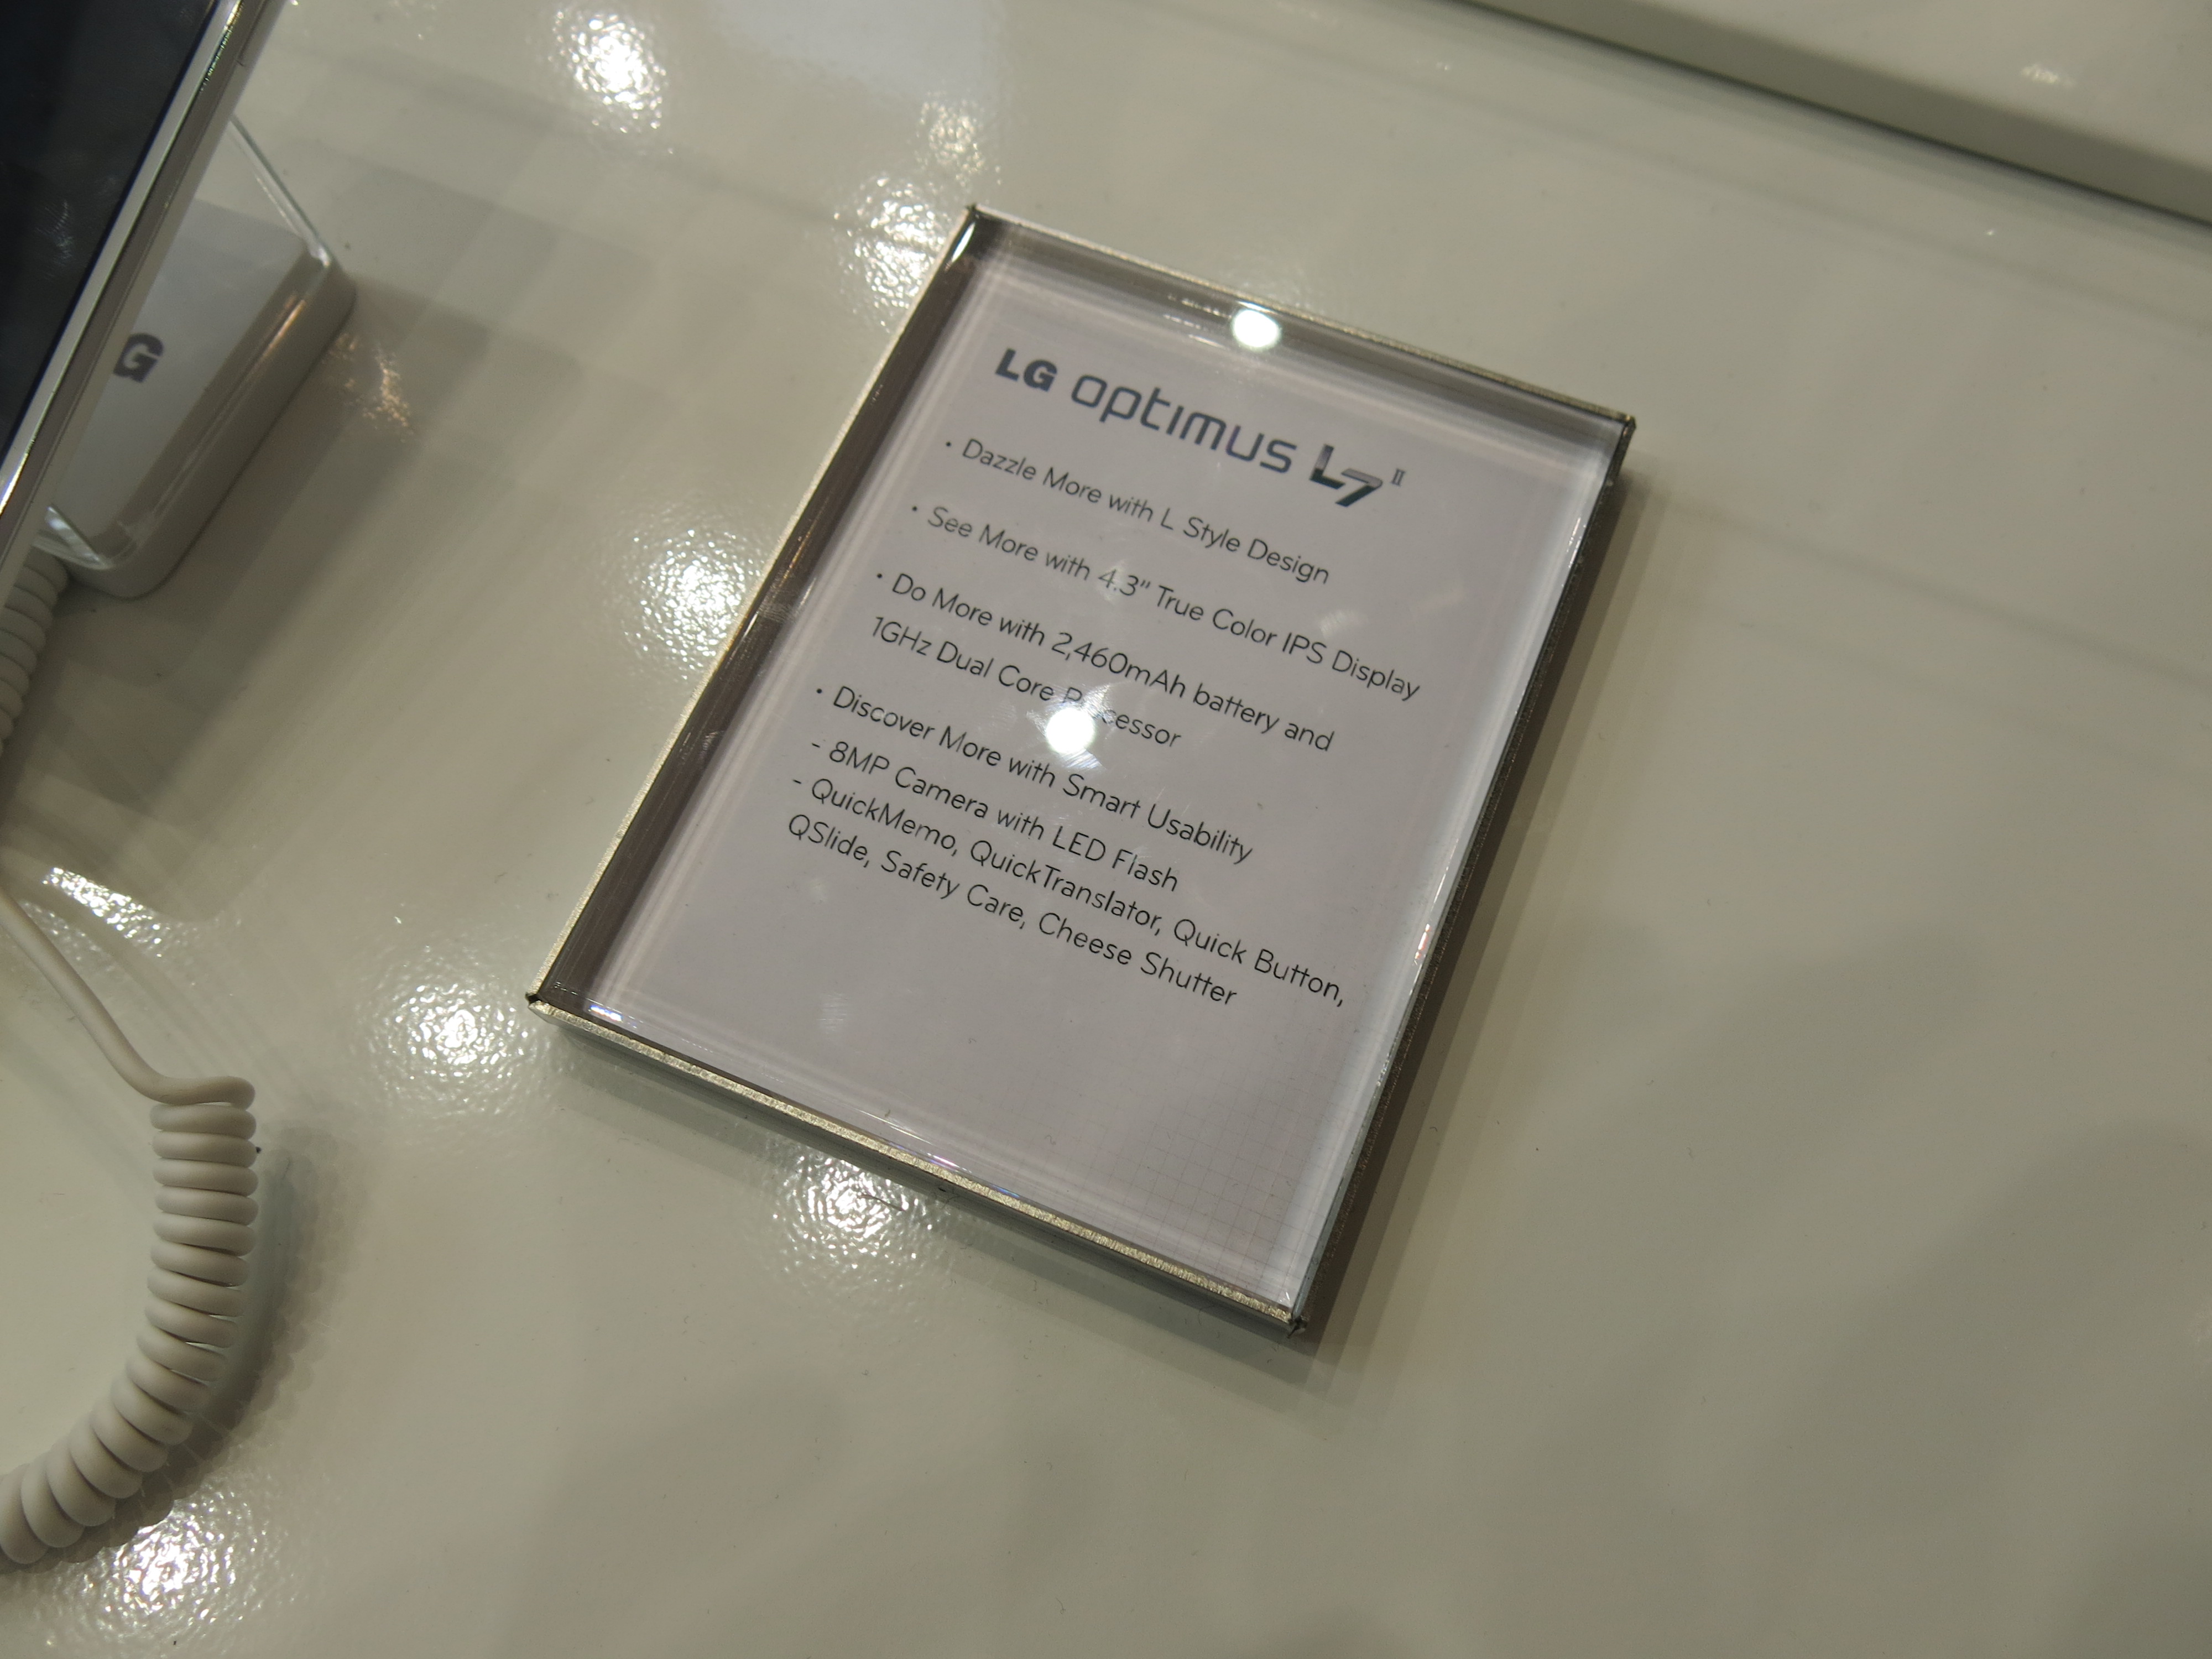 LG optimus L7 II
• Dazzle More with L Style Design
• See More with 4.3" True Color IPS Display
• Do More with 2,460mAh battery and
1GHz Dual Core Processor
• Discover More with Smart Usability
- 8MP Camera with LED Flash
- QuickMemo, QuickTranslator, Quick Button,
QSlide, Safety Care, Cheese Shutter
G